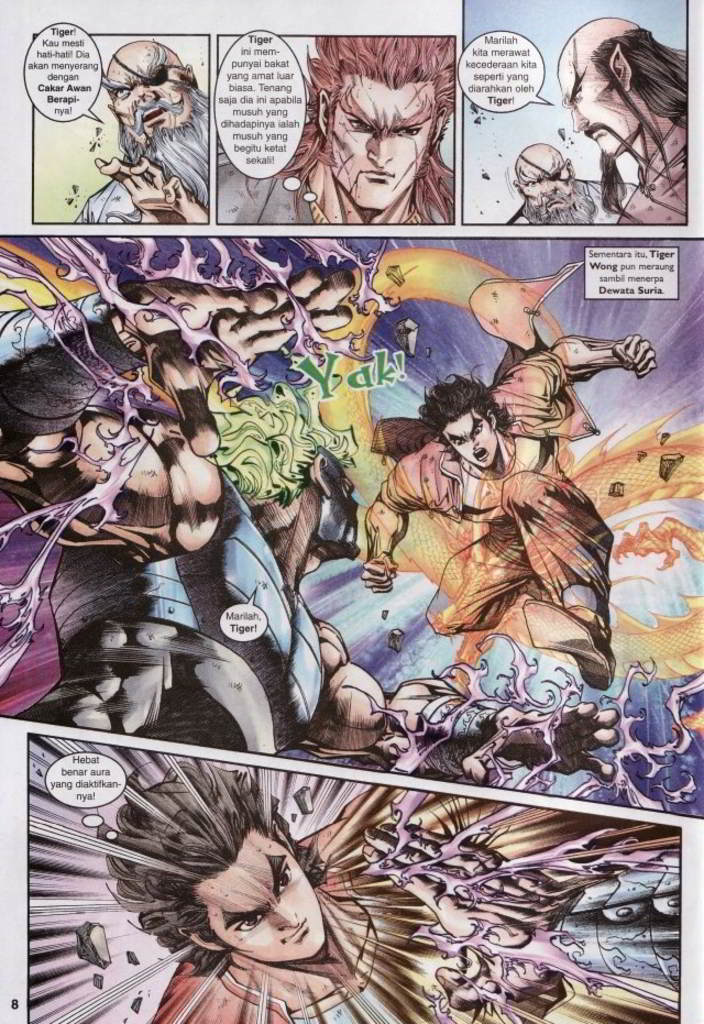 Tiger!
Kau mesti
hati-hati! Dia
akan menyerang
dengan
Cakar Awan
Berapi-
nya!
Tiger
ini mem-
punyai bakat
yang amat luar
biasa. Tenang
saja dia ini apabila
musuh yang
dihadapinya ialah
musuh yang
begitu ketat
sekali!
Marilah
kita merawat
kecederaan kita
seperti yang
diarahkan oleh
Tiger!
Sementara itu, Tiger
Wong pun meraung
sambil menerpa
Dewata Suria.
Yak!
Marilah,
Tiger!
Hebat
benar aura
yang diaktifkan-
nya!
8